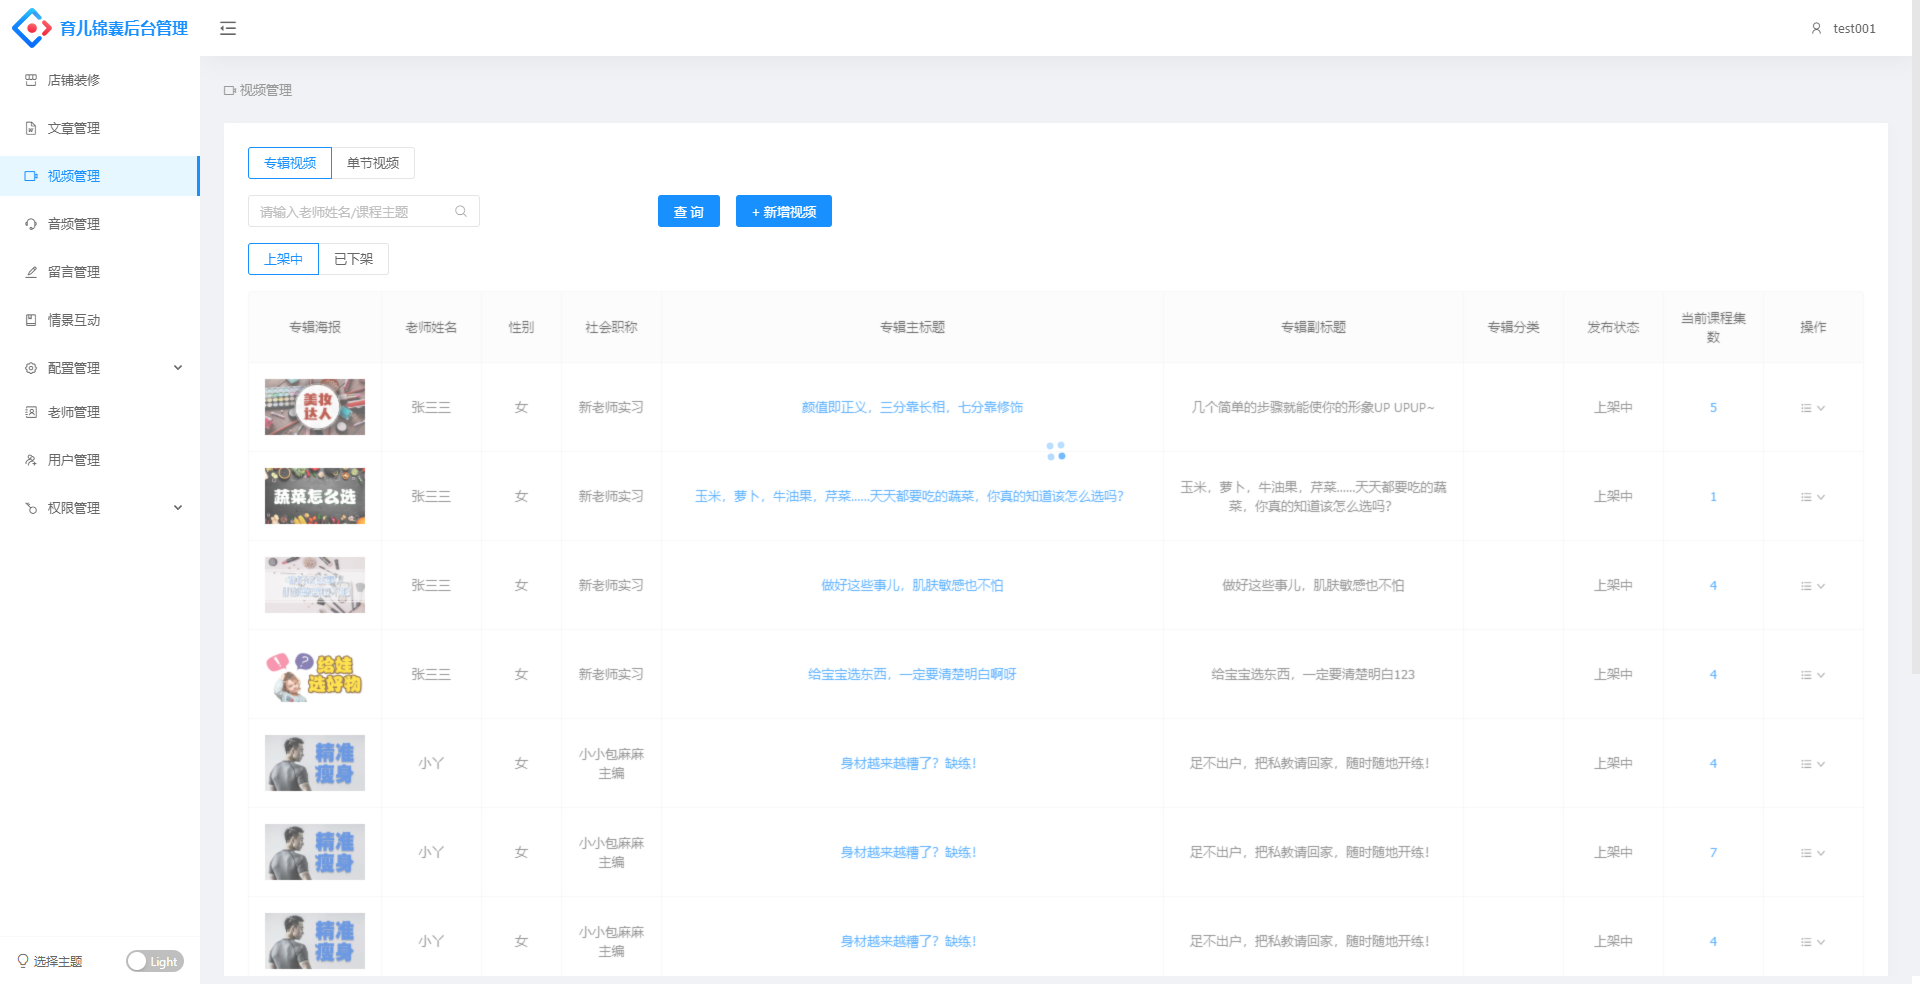 育儿锦囊后台管理
test001
店铺装修
文章管理
视频管理
音频管理
留言管理
情景互动
配置管理
老师管理
用户管理
权限管理
选择主题
Light
视频管理
专辑视频 单节视频
请输入老师姓名/课程主题 查 询 + 新增视频
上架中 已下架
专辑海报 老师姓名 性别 社会职称 专辑主标题 专辑副标题 专辑分类 发布状态 当前课程集 操作
数
美妆
达人
张三三 女 新老师实习 颜值即正义，三分靠长相，七分靠修饰 几个简单的步骤就能使你的形象UP UPUP~ 上架中 5
蔬菜怎么选
张三三 女 新老师实习 玉米，萝卜，牛油果，芹菜......天天都要吃的蔬菜，你真的知道该怎么选吗? 玉米，萝卜，牛油果，芹菜......天天都要吃的蔬 上架中 1
菜，你真的知道该怎么选吗?
张三三 女 新老师实习 做好这些事儿，肌肤敏感也不怕 做好这些事儿，肌肤敏感也不怕 上架中 4
给娃
选好物
张三三 女 新老师实习 给宝宝选东西，一定要清楚明白啊呀 给宝宝选东西，一定要清楚明白123 上架中 4
精准
瘦身
小丫 女 小小包麻麻 身材越来越糟了？缺练！ 足不出户，把私教请回家，随时随地开练！ 上架中 4
主编
精准
瘦身
小丫 女 小小包麻麻 身材越来越糟了？缺练！ 足不出户，把私教请回家，随时随地开练！ 上架中 7
主编
精准
瘦身
小丫 女 小小包麻麻 身材越来越糟了？缺练！ 足不出户，把私教请回家，随时随地开练！ 上架中 4
主编